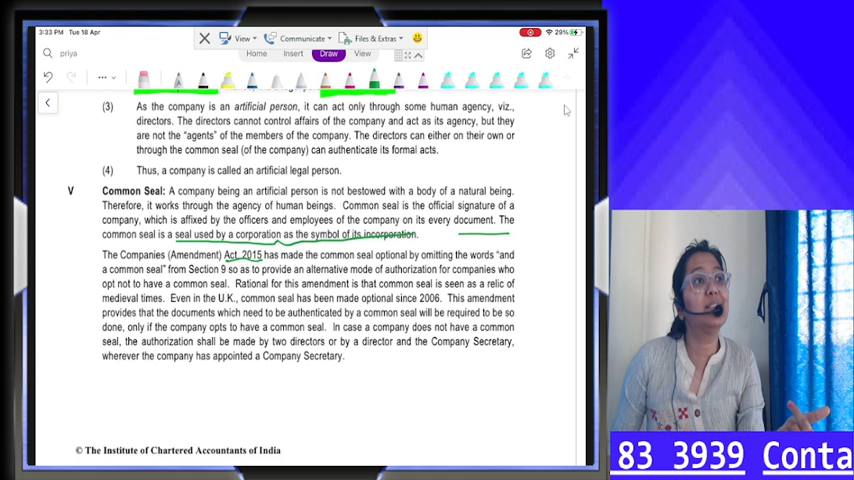 3:33 PM Tue 18 Apr
29%
View Communicate Files & Extras
priya
Home Insert Draw View
(3) As the company is an artificial person, it can act only through some human agency, viz.,
directors. The directors cannot control affairs of the company and act as its agency, but they
are not the “agents” of the members of the company. The directors can either on their own or
through the common seal (of the company) can authenticate its formal acts.
(4) Thus, a company is called an artificial legal person.
V Common Seal: A company being an artificial person is not bestowed with a body of a natural being.
Therefore, it works through the agency of human beings. Common seal is the official signature of a
company, which is affixed by the officers and employees of the company on its every document. The
common seal is a seal used by a corporation as the symbol of its incorporation.
The Companies (Amendment) Act, 2015 has made the common seal optional by omitting the words “and
a common seal” from Section 9 so as to provide an alternative mode of authorization for companies who
opt not to have a common seal. Rational for this amendment is that common seal is seen as a relic of
medieval times. Even in the U.K., common seal has been made optional since 2006. This amendment
provides that the documents which need to be authenticated by a common seal will be required to be so
done, only if the company opts to have a common seal. In case a company does not have a common
seal, the authorization shall be made by two directors or by a director and the Company Secretary,
wherever the company has appointed a Company Secretary.
© The Institute of Chartered Accountants of India
83 3939 Conta